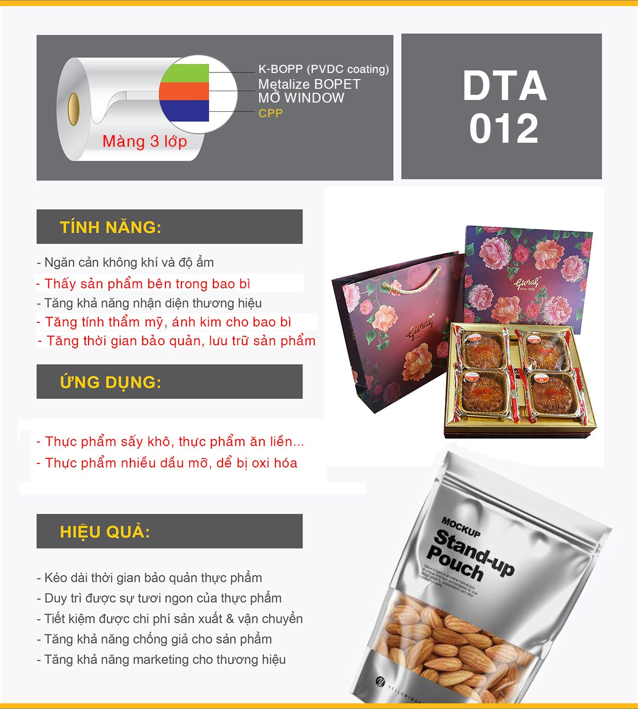 K-BOPP (PVDC coating)
Metalize BOPET
MỞ WINDOW
CPP
Màng 3 lớp
DTA
012
TÍNH NĂNG:
- Ngăn cản không khí và độ ẩm
- Thấy sản phẩm bên trong bao bì
- Tăng khả năng nhận diện thương hiệu
- Tăng tính thẩm mỹ, ánh kim cho bao bì
- Tăng thời gian bảo quản, lưu trữ sản phẩm
ỨNG DỤNG:
- Thực phẩm sấy khô, thực phẩm ăn liền...
- Thực phẩm nhiều dầu mỡ, dể bị oxi hóa
HIỆU QUẢ:
- Kéo dài thời gian bảo quản thực phẩm
- Duy trì được sự tươi ngon của thực phẩm
- Tiết kiệm được chi phí sản xuất & vận chuyển
- Tăng khả năng chống giả cho sản phẩm
- Tăng khả năng marketing cho thương hiệu
MOCKUP
Stand-up
Pouch